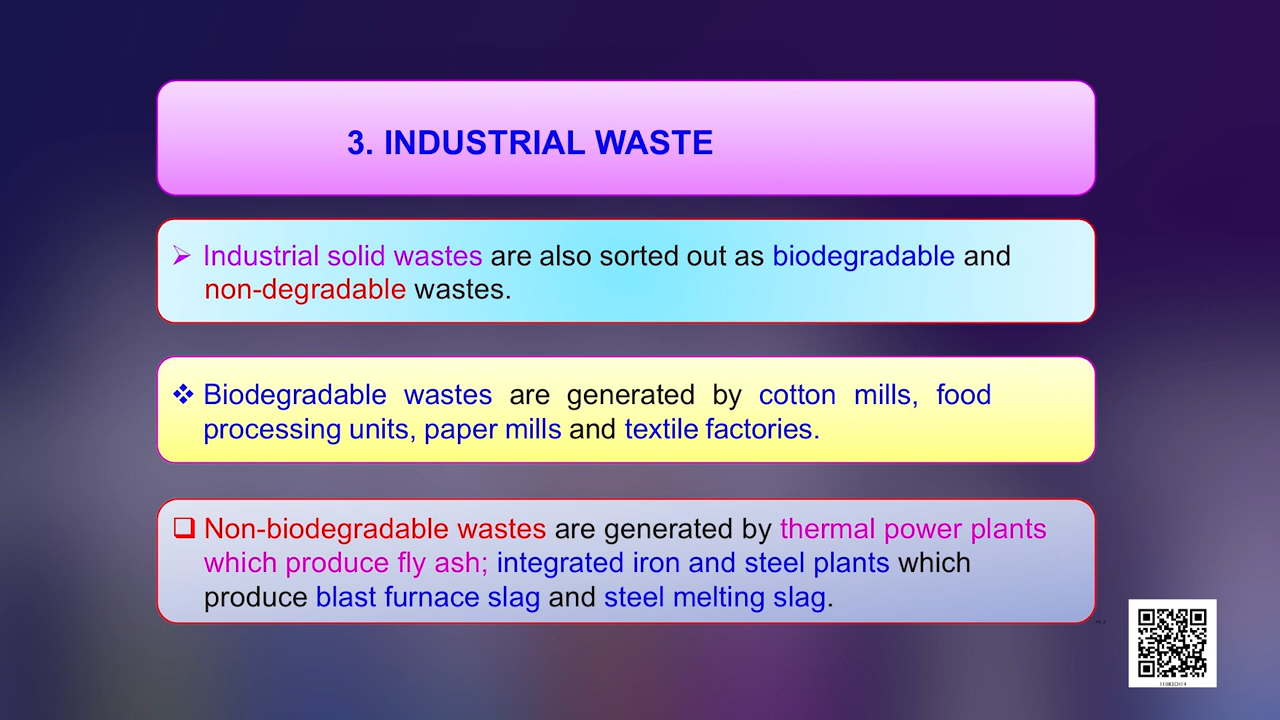 3. INDUSTRIAL WASTE
➢ Industrial solid wastes are also sorted out as biodegradable and
non-degradable wastes.
❖ Biodegradable wastes are generated by cotton mills, food
processing units, paper mills and textile factories.
❑ Non-biodegradable wastes are generated by thermal power plants
which produce fly ash; integrated iron and steel plants which
produce blast furnace slag and steel melting slag.
11082CH14